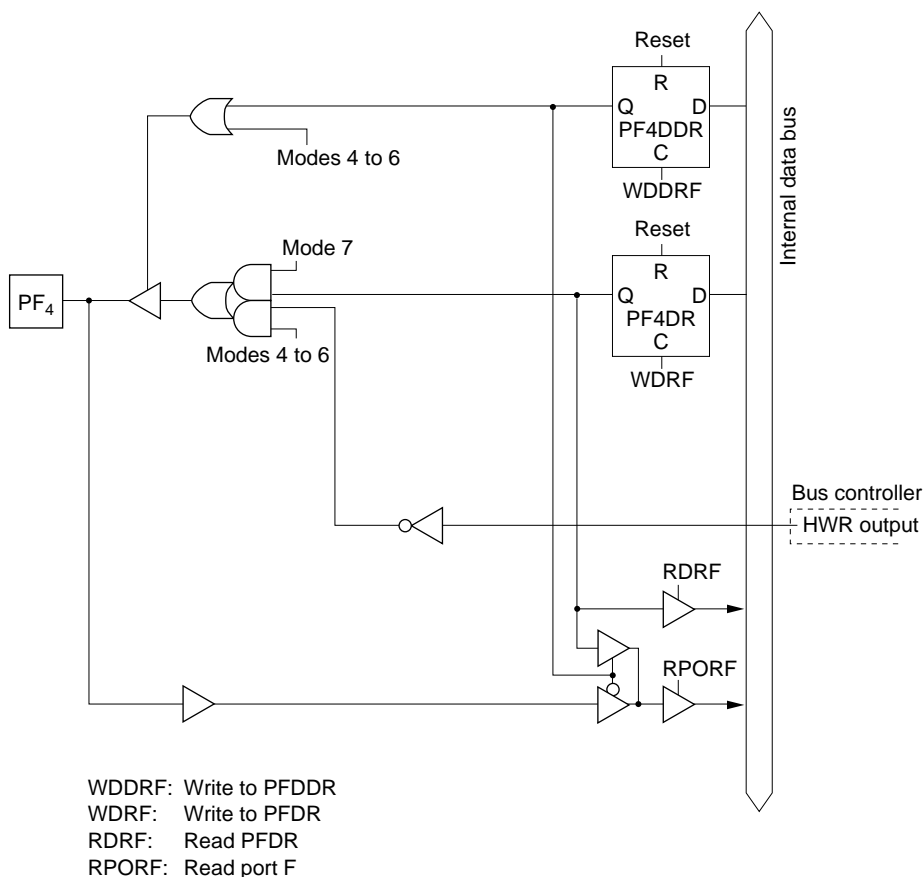 Reset
R
Q D
PF4DDR
C
Modes 4 to 6
WDDRF
Internal data bus
Reset
Mode 7
R
PF4
Q D
PF4DR
C
Modes 4 to 6
WDRF
Bus controller
HWR output
RDRF
RPORF
WDDRF: Write to PFDDR
WDRF: Write to PFDR
RDRF: Read PFDR
RPORF: Read port F